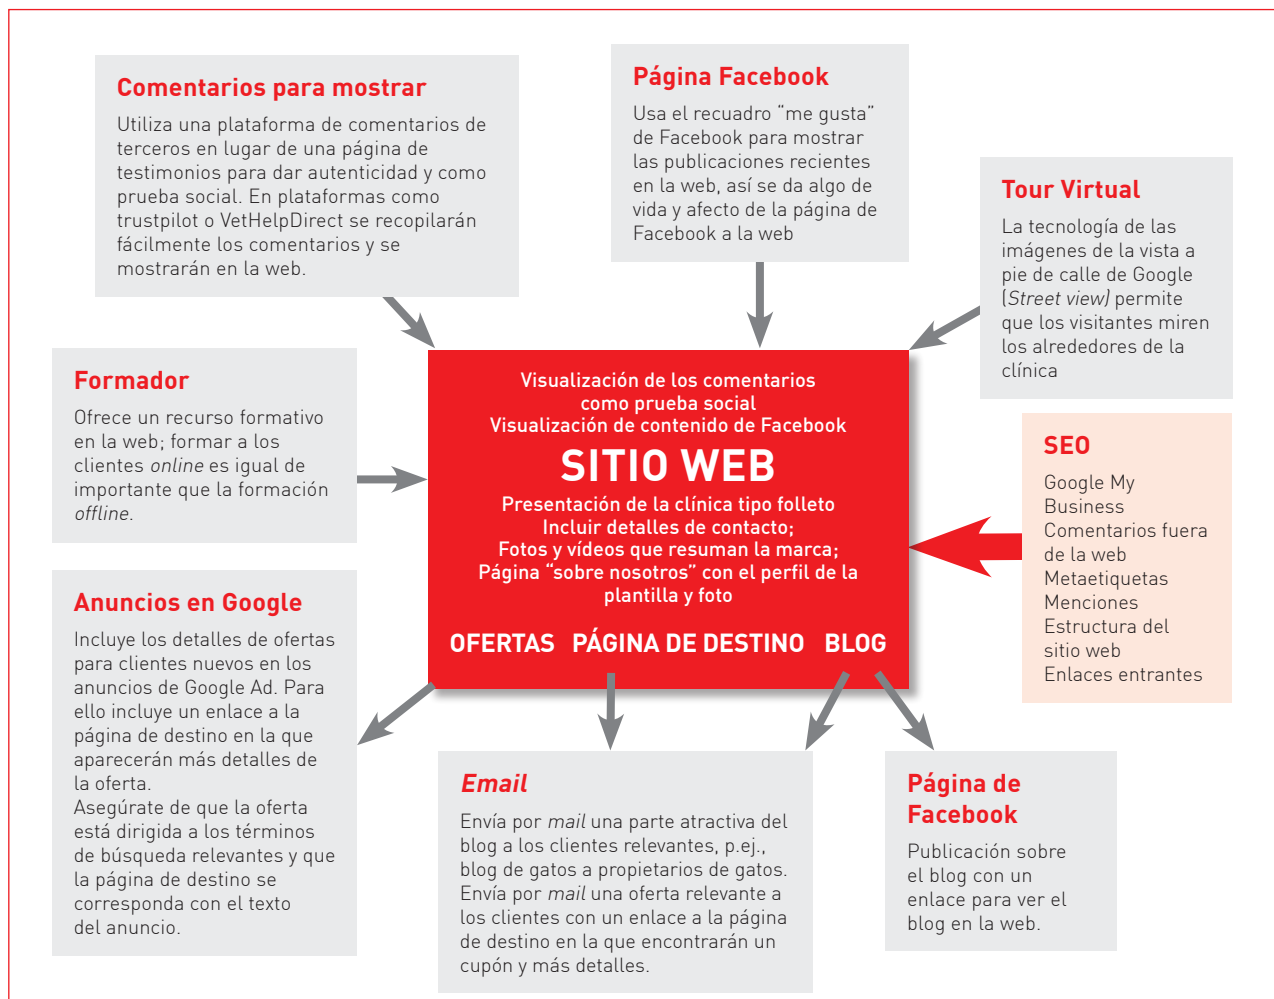 Comentarios para mostrar
Utiliza una plataforma de comentarios de
terceros en lugar de una página de
testimonios para dar autenticidad y como
prueba social. En plataformas como
trustpilot o VetHelpDirect se recopilarán
fácilmente los comentarios y se
mostrarán en la web.
Página Facebook
Usa el recuadro “me gusta”
de Facebook para mostrar
las publicaciones recientes
en la web, así se da algo de
vida y afecto de la página de
Facebook a la web
Tour Virtual
La tecnología de las
imágenes de la vista a
pie de calle de Google
(Street view) permite
que los visitantes miren
los alrededores de la
clínica
Formador
Ofrece un recurso formativo
en la web; formar a los
clientes online es igual de
importante que la formación
offline.
Visualización de los comentarios
como prueba social
Visualización de contenido de Facebook
SITIO WEB
Presentación de la clínica tipo folleto
Incluir detalles de contacto;
Fotos y vídeos que resuman la marca;
Página “sobre nosotros” con el perfil de la
plantilla y foto
OFERTAS PÁGINA DE DESTINO BLOG
SEO
Google My
Business
Comentarios fuera
de la web
Metaetiquetas
Menciones
Estructura del
sitio web
Enlaces entrantes
Anuncios en Google
Incluye los detalles de ofertas
para clientes nuevos en los
anuncios de Google Ad. Para
ello incluye un enlace a la
página de destino en la que
aparecerán más detalles de
la oferta.
Asegúrate de que la oferta
está dirigida a los términos
de búsqueda relevantes y que
la página de destino se
corresponda con el texto
del anuncio.
Email
Envía por mail una parte atractiva del
blog a los clientes relevantes, p.ej.,
blog de gatos a propietarios de gatos.
Envía por mail una oferta relevante a
los clientes con un enlace a la página
de destino en la que encontrarán un
cupón y más detalles.
Página de
Facebook
Publicación sobre
el blog con un
enlace para ver el
blog en la web.